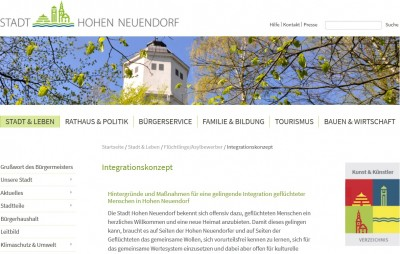 STADT HOHEN NEUENDORF
Hilfe | Kontakt | Presse
Suche
STADT & LEBEN RATHAUS & POLITIK BÜRGERSERVICE FAMILIE & BILDUNG TOURISMUS BAUEN & WIRTSCHAFT
Startseite / Stadt & Leben / Flüchtlinge/Asylbewerber / Integrationskonzept
Grußwort des Bürgermeisters
Unsere Stadt
Aktuelles
Stadtteile
Bürgerhaushalt
Leitbild
Klimaschutz & Umwelt
Integrationskonzept
Hintergründe und Maßnahmen für eine gelingende Integration geflüchteter
Menschen in Hohen Neuendorf
Die Stadt Hohen Neuendorf bekennt sich offensiv dazu, geflüchteten Menschen ein
herzliches Willkommen und eine neue Heimat anzubieten. Damit dieses gelingen
kann, braucht es auf Seiten der Hohen Neuendorfer und auf Seiten der
Geflüchteten das gemeinsame Wollen, sich vorurteilsfrei kennen zu lernen, sich für
das gemeinsame Wertesystem einzusetzen und dabei aber offen für kulturelle
Kunst & Künstler
VERZEICHNIS